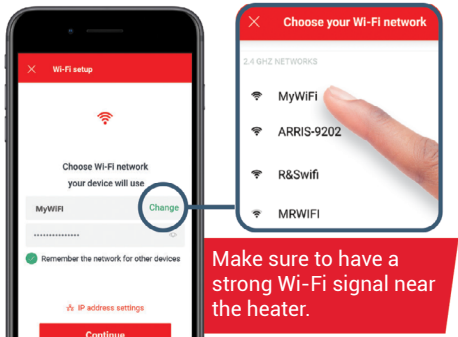 Wi-Fi setup
Choose Wi-Fi network
your device will use
MyWiFi
Change
Remember the network for other devices
IP address settings
Continue
Choose your Wi-Fi network
2.4 GHZ NETWORKS
MyWiFi
ARRIS-9202
R&Swifi
MRWIFI
Make sure to have a
strong Wi-Fi signal near
the heater.